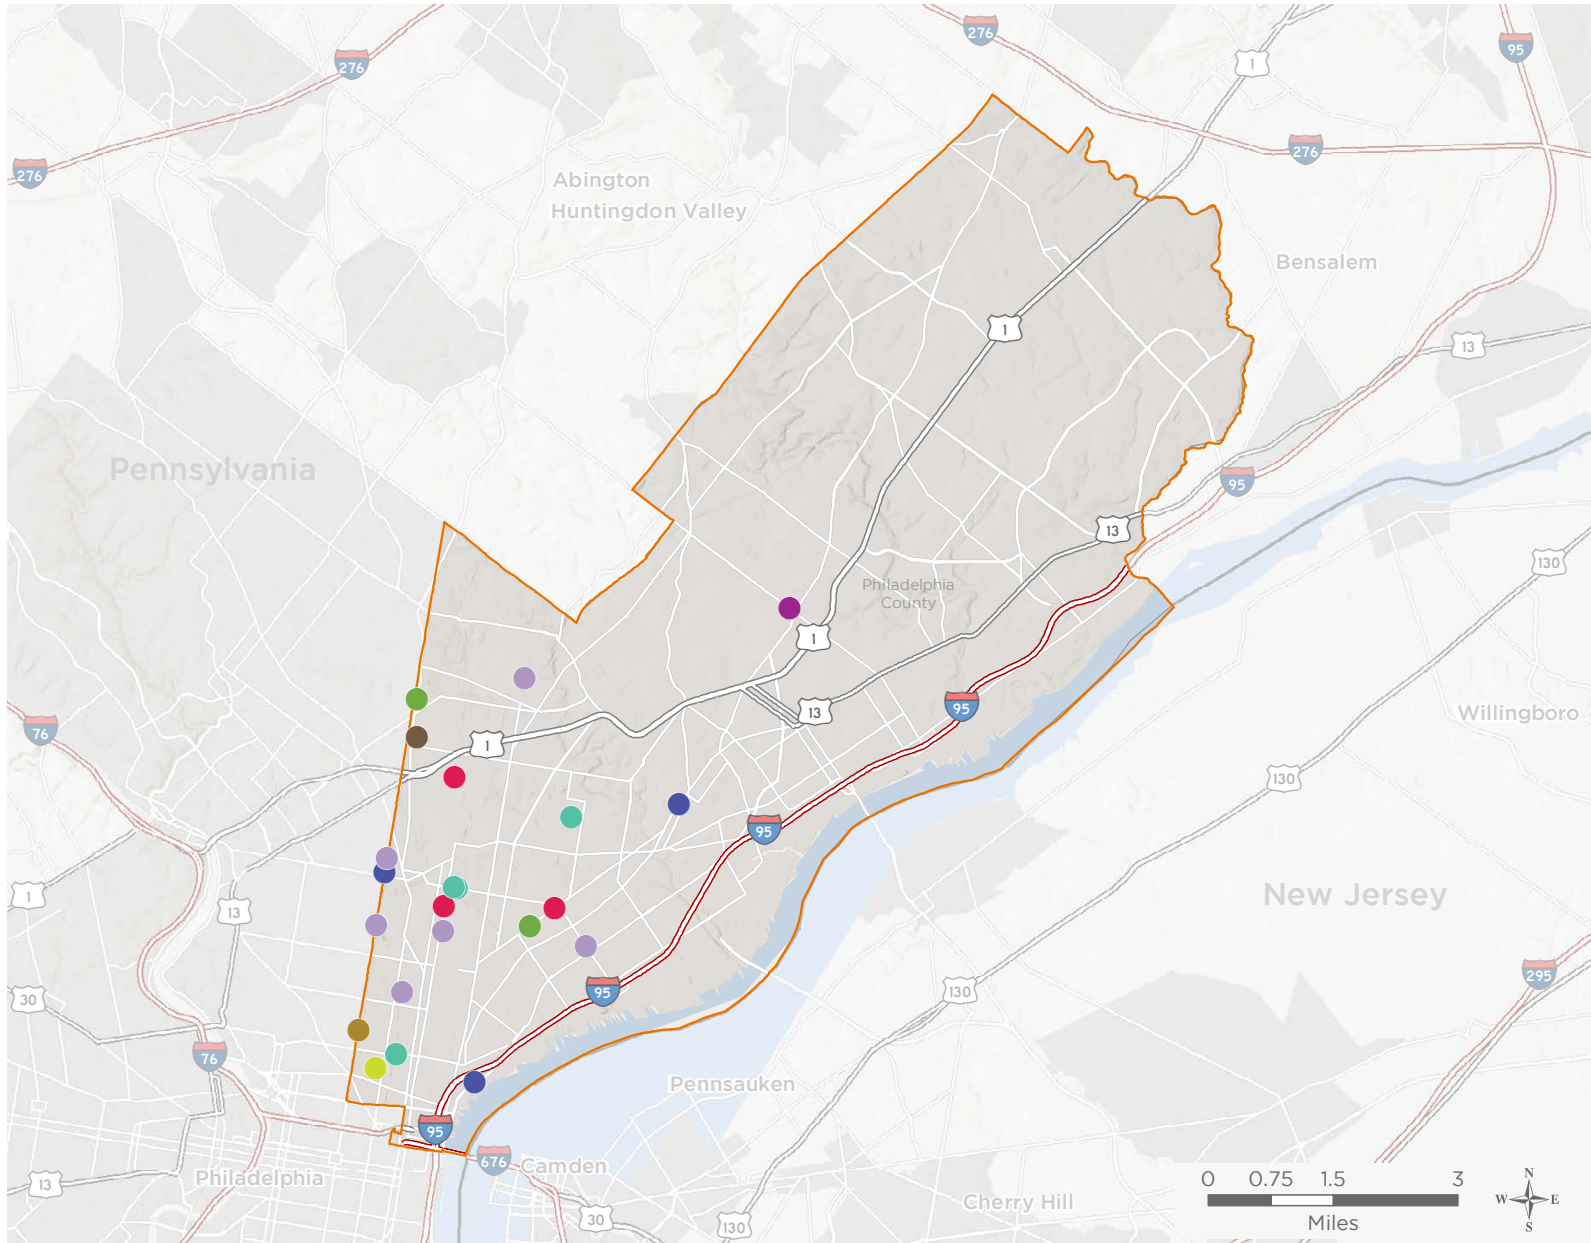 276
95
1
276
276
276
Abington
Huntingdon Valley
Bensalem
1
13
Pennsylvania
95
13
130
Philadelphia
County
1
76
1
13
95
Willingboro
130
95
1
13
New Jersey
95
130
295
30
76
Pennsauken
95
676
Camden
Philadelphia
13
30
130
Cherry Hill
0 0.75 1.5 3
Miles
N
W E
S